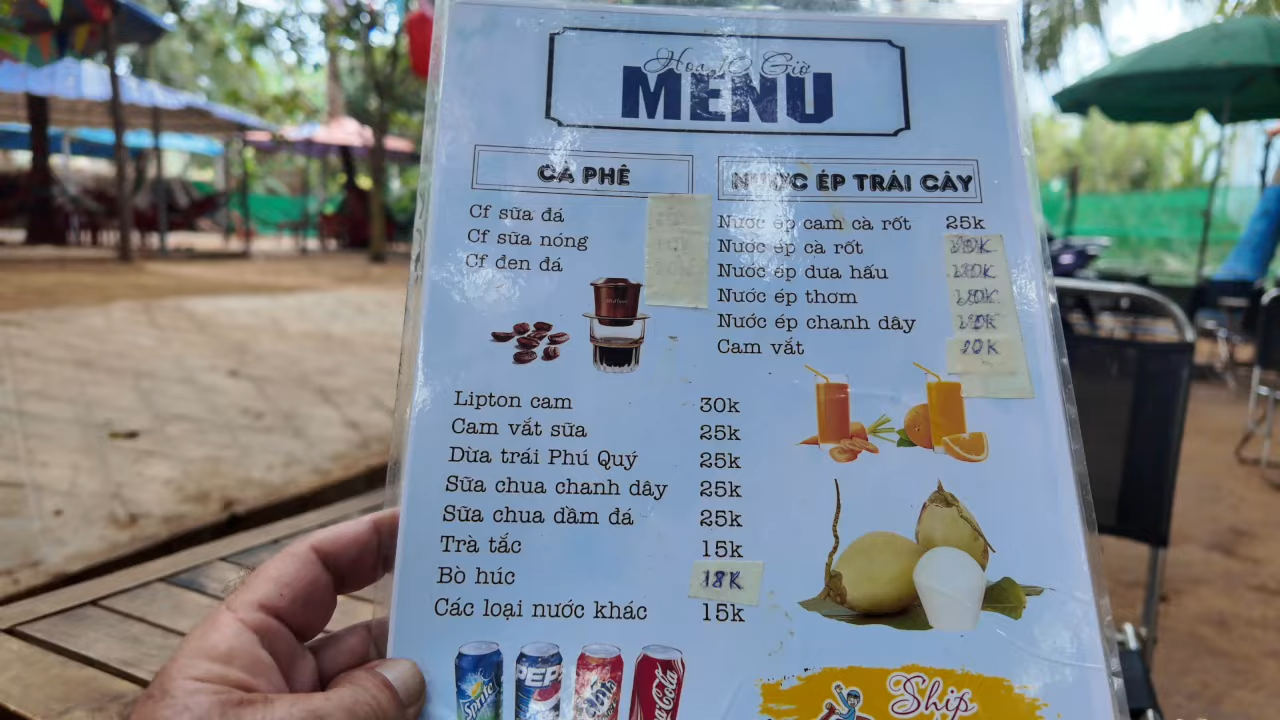 Hoa 10 Giờ
MENU
CÀ PHÊ
Cf sữa đá
Cf sữa nóng
Cf đen đá
NƯỚC ÉP TRÁI CÂY
Nước ép cam cà rốt 25k
Nước ép cà rốt
Nước ép dưa hấu
Nước ép thơm
Nước ép chanh dây
Cam vắt 20K
Lipton cam 30k
Cam vắt sữa 25k
Dừa trái Phú Quý 25k
Sữa chua chanh dây 25k
Sữa chua dầm đá 25k
Trà tắc 15k
Bò húc 18K
Các loại nước khác 15k
Sprite
PEPSI
Coca-Cola
Ship